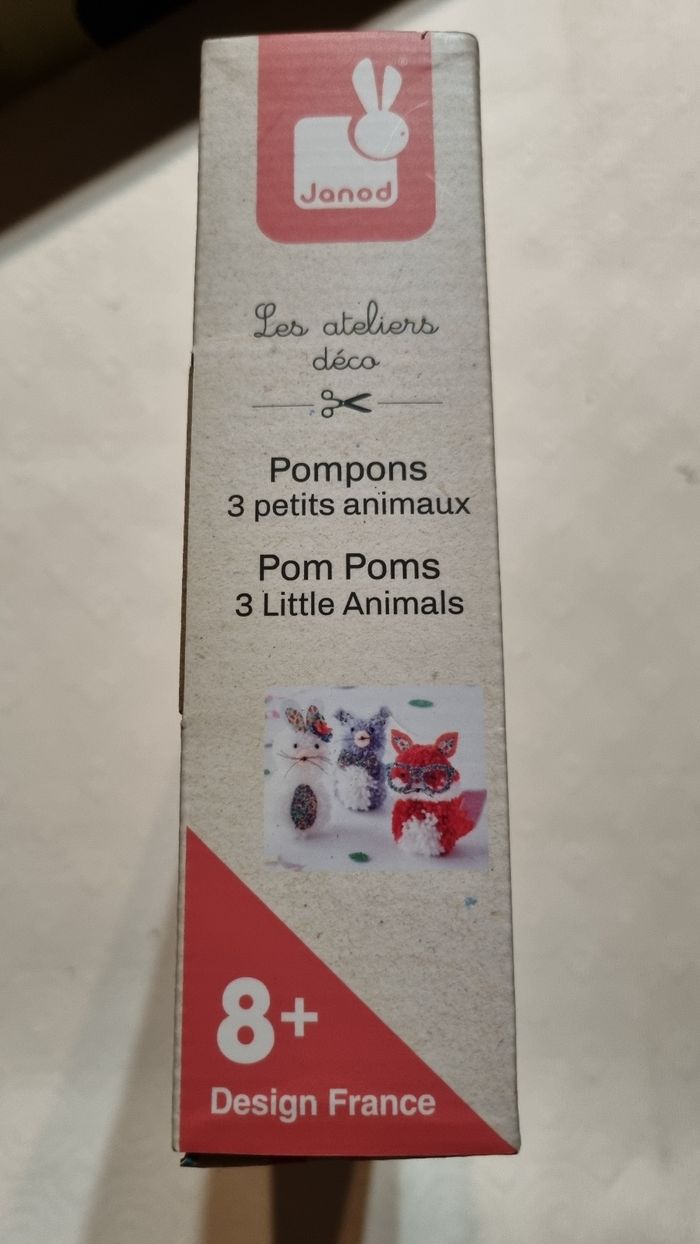 Janod
Les ateliers
déco
Pompons
3 petits animaux
Pom Poms
3 Little Animals
8+
Design France